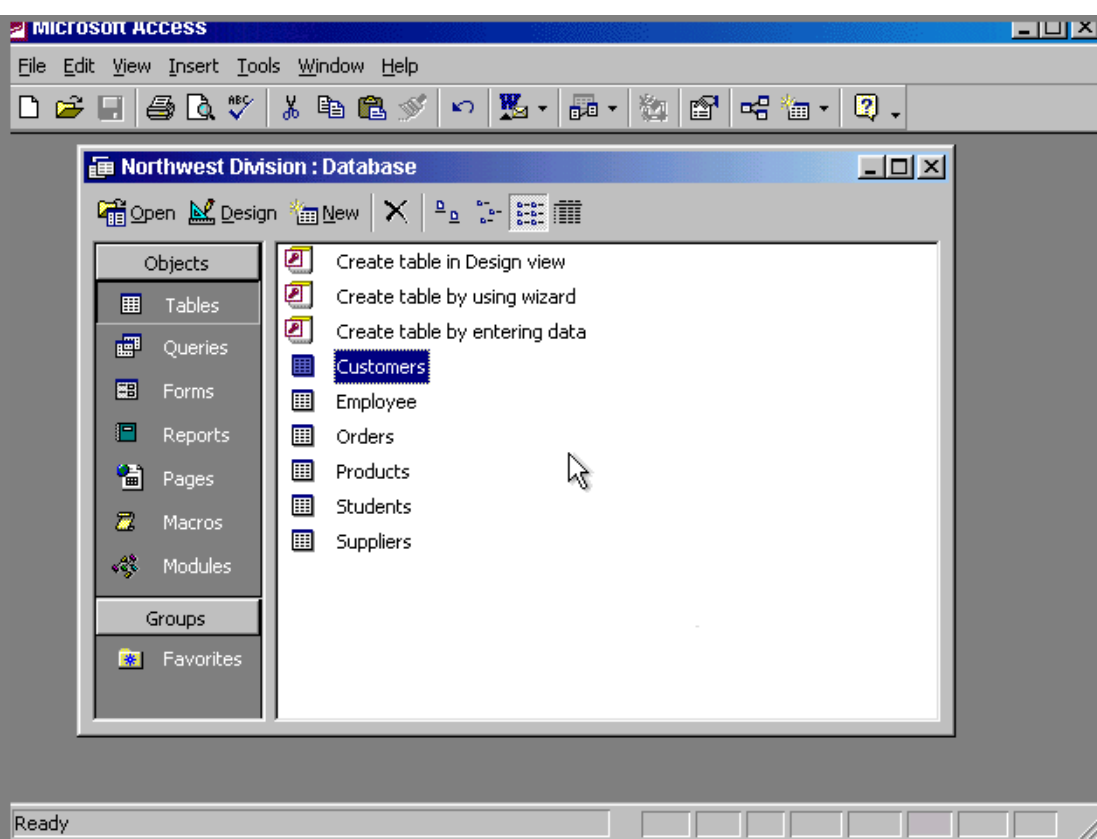 Microsoft Access
File Edit View Insert Tools Window Help
ABC
W
?
Northwest Division : Database
Open Design New
Objects
Tables
Queries
Forms
Reports
Pages
Macros
Modules
Groups
Favorites
Create table in Design view
Create table by using wizard
Create table by entering data
Customers
Employee
Orders
Products
Students
Suppliers
Ready